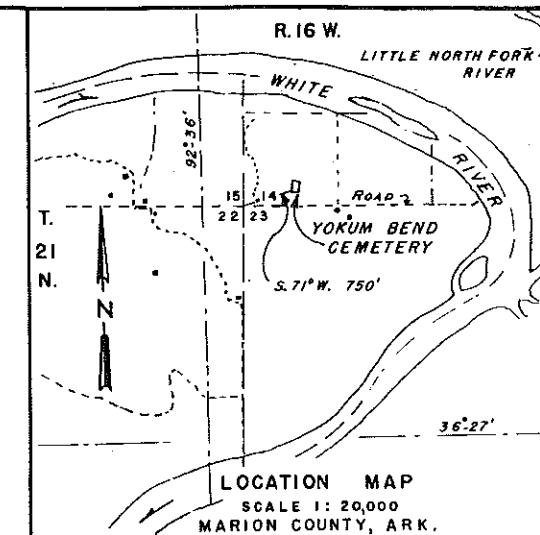 R. 16 W.
LITTLE NORTH FORK
RIVER
WHITE
RIVER
92°36'
15 14
22 23
ROAD
YOKUM BEND
CEMETERY
S. 71° W. 750'
T.
21
N.
N
36°27'
LOCATION MAP
SCALE 1: 20,000
MARION COUNTY, ARK.